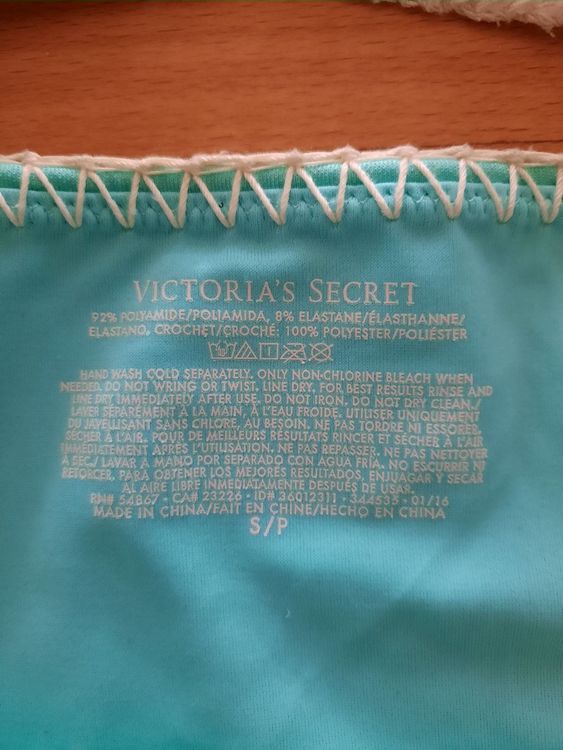 VICTORIA'S SECRET
92% POLYAMIDE/POLIAMIDA, 8% ELASTANE/ÉLASTHANNE/
ELASTANO, CROCHET/CROCHÉ: 100% POLYESTER/POLIÉSTER
HAND WASH COLD SEPARATELY. ONLY NON-CHLORINE BLEACH WHEN
NEEDED. DO NOT WRING OR TWIST. LINE DRY. FOR BEST RESULTS RINSE AND
LINE DRY IMMEDIATELY AFTER USE. DO NOT IRON. DO NOT DRY CLEAN./
LAVER SÉPARÉMENT À LA MAIN, À L'EAU FROIDE. UTILISER UNIQUEMENT
DU JAVELLISANT SANS CHLORE, AU BESOIN. NE PAS TORDRE NI ESSORER.
SÉCHER À L'AIR. POUR DE MEILLEURS RÉSULTATS RINCER ET SÉCHER À L'AIR
IMMÉDIATEMENT APRÈS L'UTILISATION. NE PAS REPASSER. NE PAS NETTOYER
À SEC./ LAVAR A MANO POR SEPARADO CON AGUA FRÍA. NO ESCURRIR NI
RETORCER. PARA OBTENER LOS MEJORES RESULTADOS, ENJUAGAR Y SECAR
AL AIRE LIBRE INMEDIATAMENTE DESPUÉS DE USAR.
RN# 54867 • CA# 23226 • ID# 36012311 • 344535 • 01/16
MADE IN CHINA/FAIT EN CHINE/HECHO EN CHINA
S/P